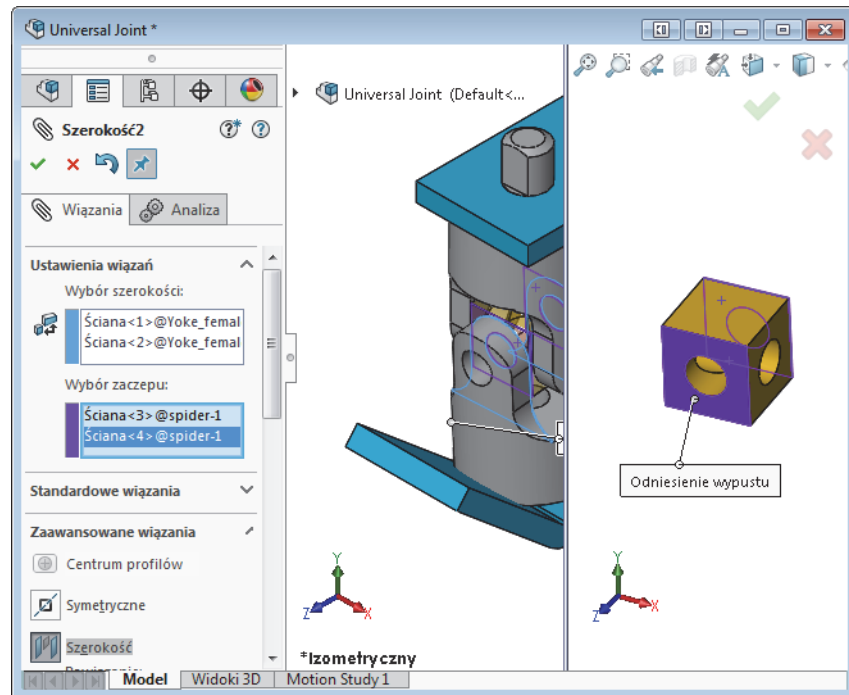 Universal Joint *
Szerokość2
Wiązania
Analiza
Ustawienia wiązań
Wybór szerokości:
Ściana<1>@Yoke_femal
Ściana<2>@Yoke_femal
Wybór zaczepu:
Ściana<3>@spider-1
Ściana<4>@spider-1
Standardowe wiązania
Zaawansowane wiązania
Centrum profilów
Symetryczne
Szerokość
Universal Joint (Default<...
Y
Z
X
*Izometryczny
Odniesienie wypustu
Y
Z
X
Model
Widoki 3D
Motion Study 1